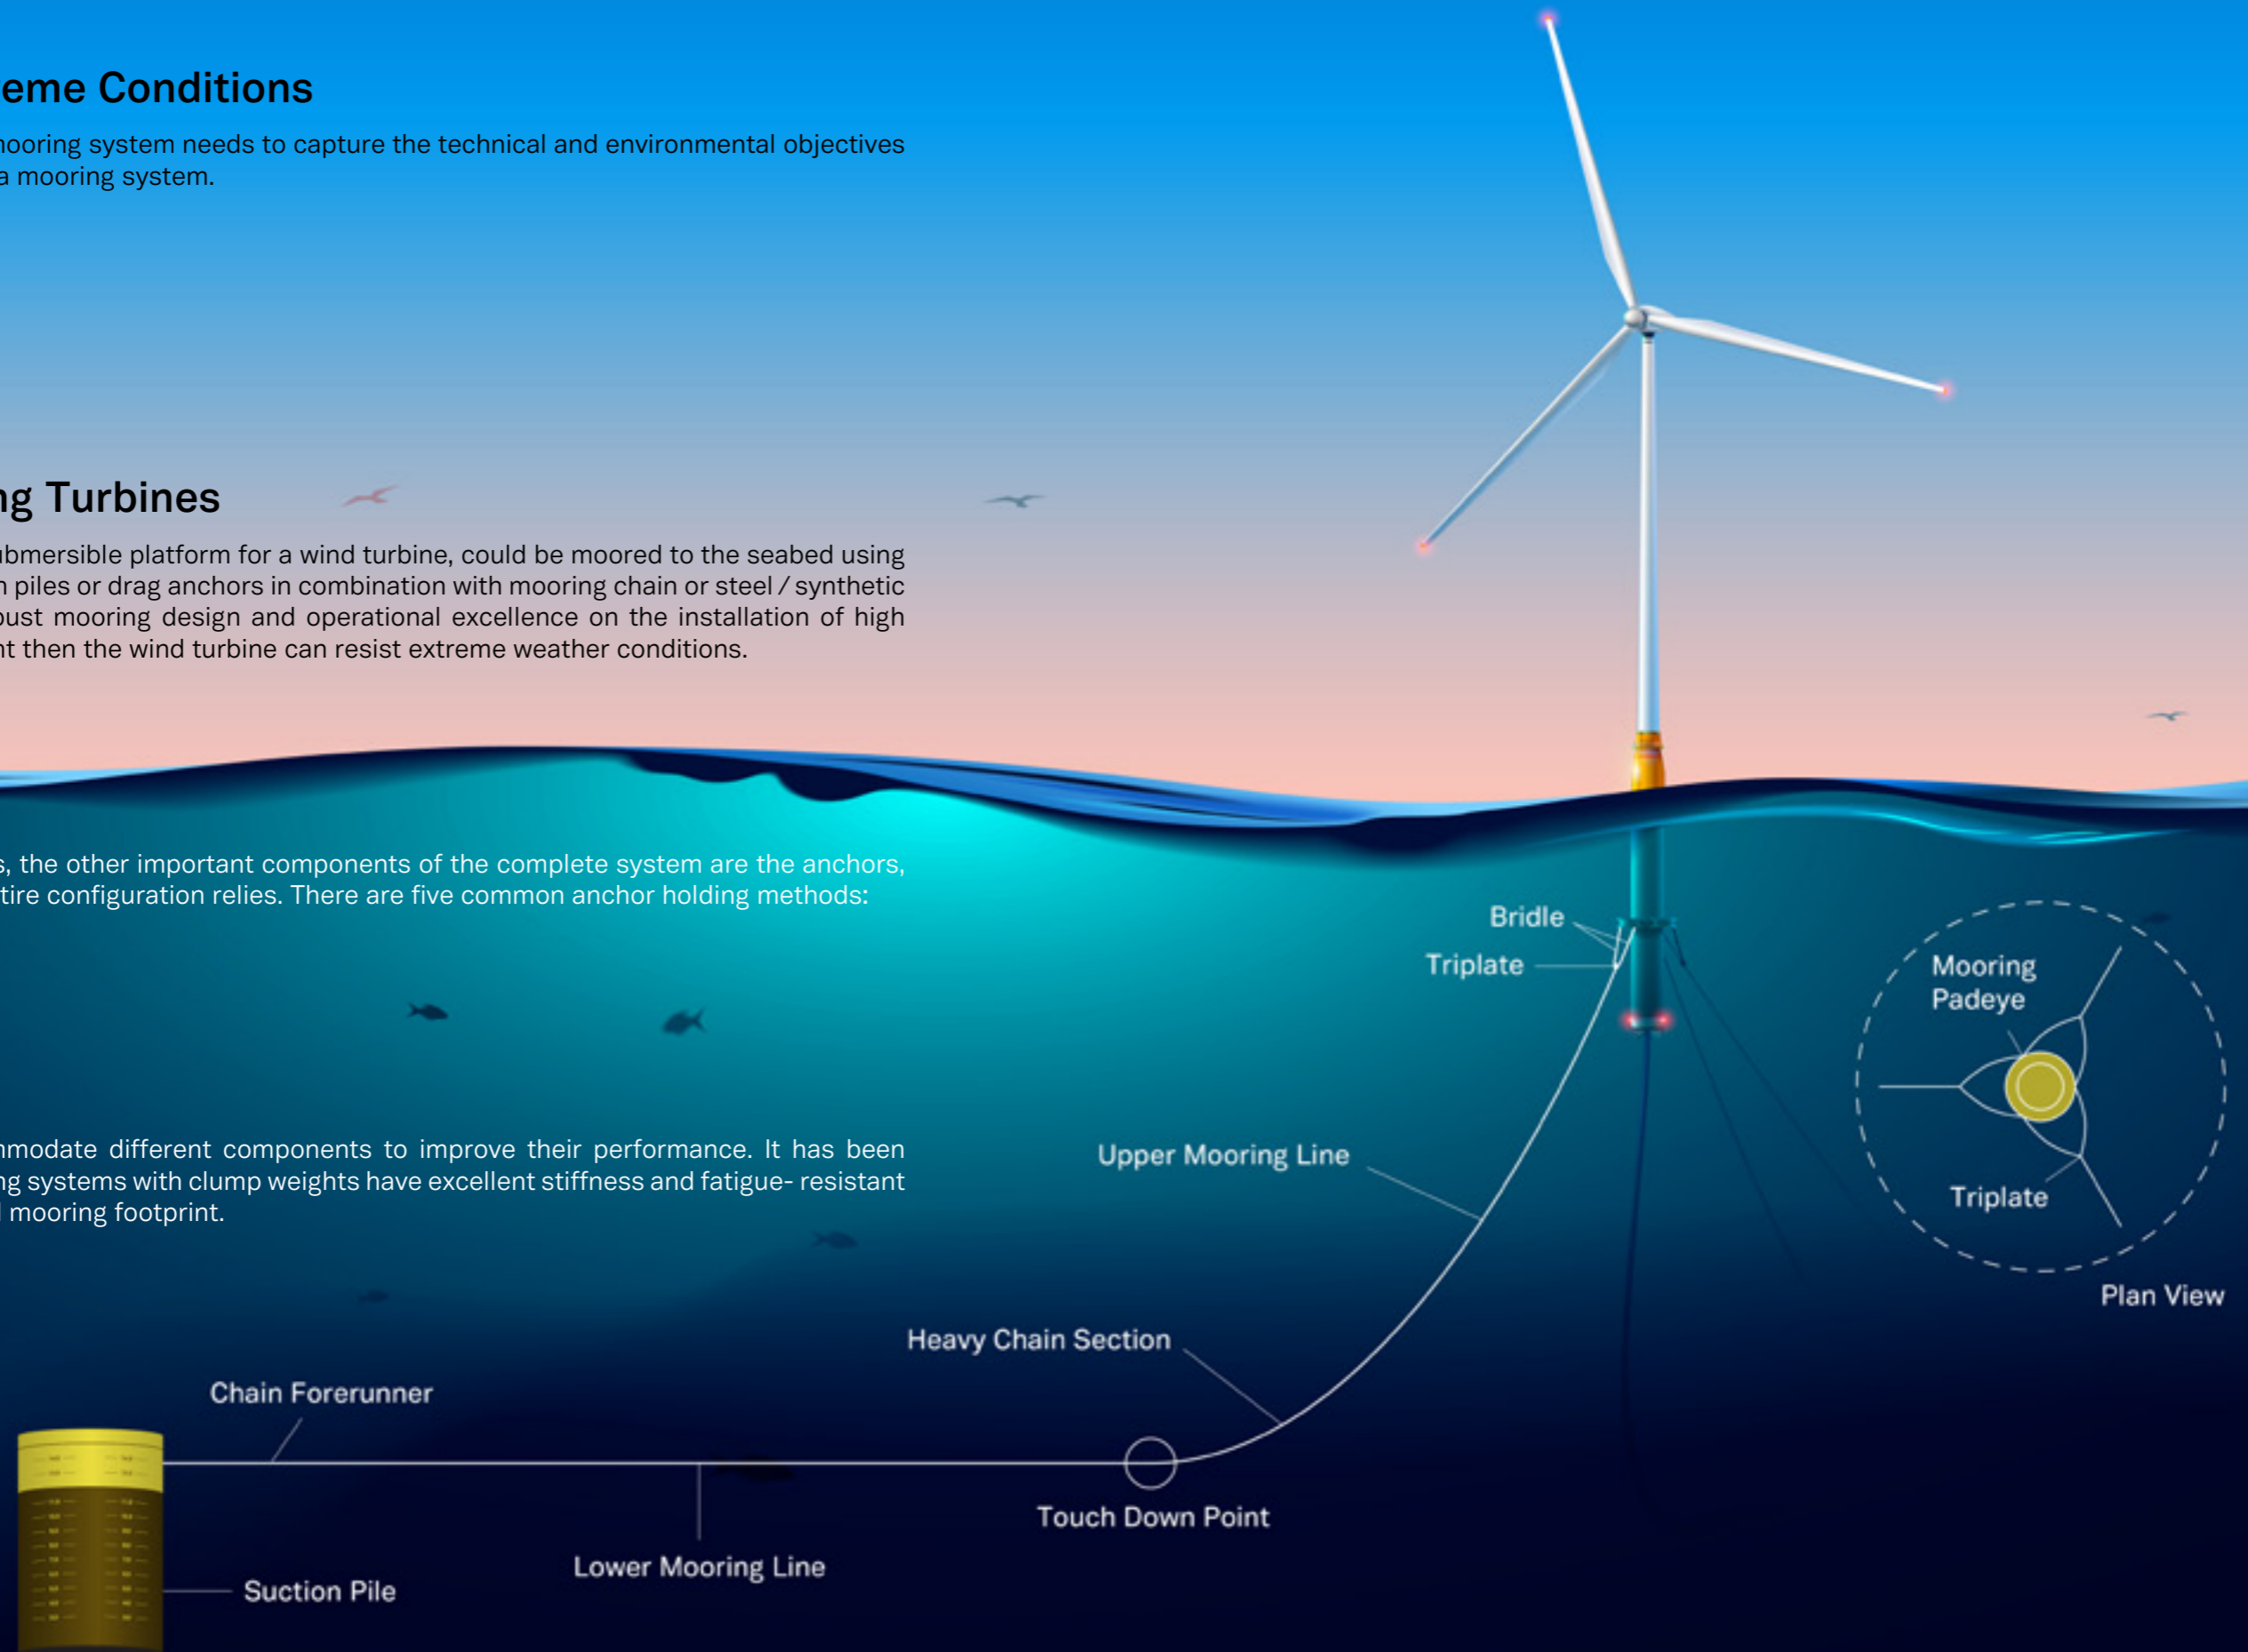 eme Conditions
nooring system needs to capture the technical and environmental objectives
a mooring system.
ng Turbines
ubmersible platform for a wind turbine, could be moored to the seabed using
n piles or drag anchors in combination with mooring chain or steel / synthetic
oust mooring design and operational excellence on the installation of high
nt then the wind turbine can resist extreme weather conditions.
s, the other important components of the complete system are the anchors,
tire configuration relies. There are five common anchor holding methods:
nmodate different components to improve their performance. It has been
ng systems with clump weights have excellent stiffness and fatigue- resistant
l mooring footprint.
Bridle
Triplate
Mooring
Padeye
Triplate
Plan View
Upper Mooring Line
Heavy Chain Section
Chain Forerunner
Touch Down Point
Lower Mooring Line
Suction Pile